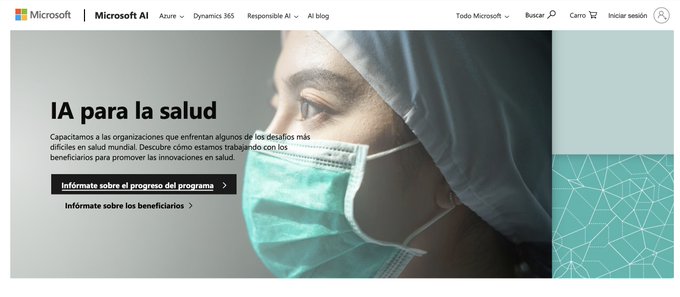 Microsoft
Microsoft AI
Azure
Dynamics 365
Responsible AI
AI blog
Todo Microsoft
Buscar
Carro
Iniciar sesión
IA para la salud
Capacitamos a las organizaciones que enfrentan algunos de los desafíos más
difíciles en salud mundial. Descubre cómo estamos trabajando con los
beneficiarios para promover las innovaciones en salud.
Infórmate sobre el progreso del programa
Infórmate sobre los beneficiarios